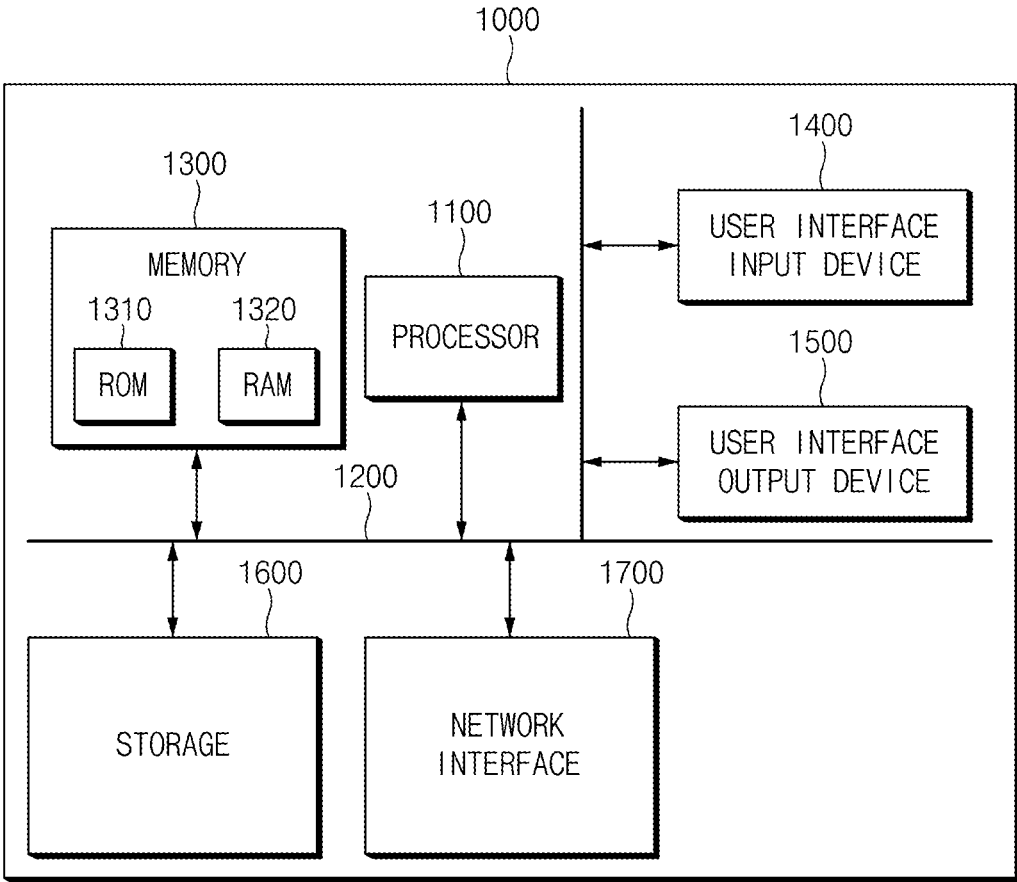 1000
1300
MEMORY
1310
1320
ROM
RAM
1100
PROCESSOR
1400
USER INTERFACE
INPUT DEVICE
1500
USER INTERFACE
OUTPUT DEVICE
1200
1600
STORAGE
1700
NETWORK
INTERFACE